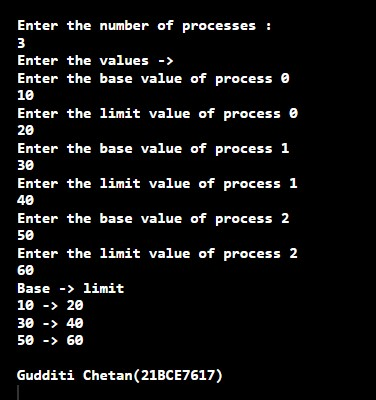 Enter the number of processes :
3
Enter the values ->
Enter the base value of process 0
10
Enter the limit value of process 0
20
Enter the base value of process 1
30
Enter the limit value of process 1
40
Enter the base value of process 2
50
Enter the limit value of process 2
60
Base -> limit
10 -> 20
30 -> 40
50 -> 60
Gudditi Chetan(21BCE7617)